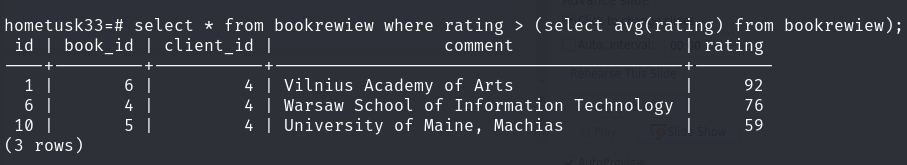 hometusk33=# select * from bookrewiew where rating > (select avg(rating) from bookrewiew);
 id | book_id | client_id |                 comment                 | rating
----+---------+-----------+-----------------------------------------+--------
  1 |       6 |         4 | Vilnius Academy of Arts                 |     92
  6 |       4 |         4 | Warsaw School of Information Technology |     76
 10 |       5 |         4 | University of Maine, Machias            |     59
(3 rows)